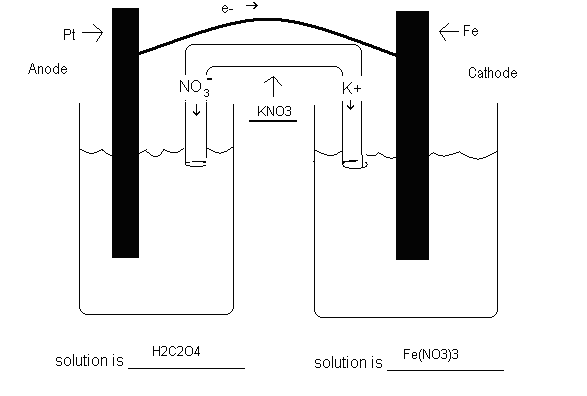 e- →
Pt →
← Fe
Anode
Cathode
NO3-
K+
KNO3
solution is H2C2O4
solution is Fe(NO3)3